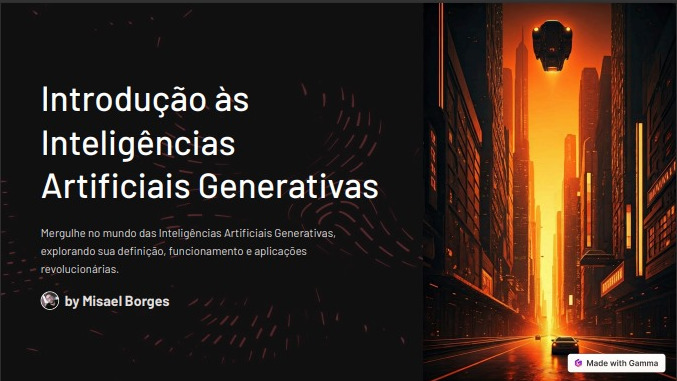 Introdução às
Inteligências
Artificiais Generativas
Mergulhe no mundo das Inteligências Artificiais Generativas,
explorando sua definição, funcionamento e aplicações
revolucionárias.
by Misael Borges
Made with Gamma